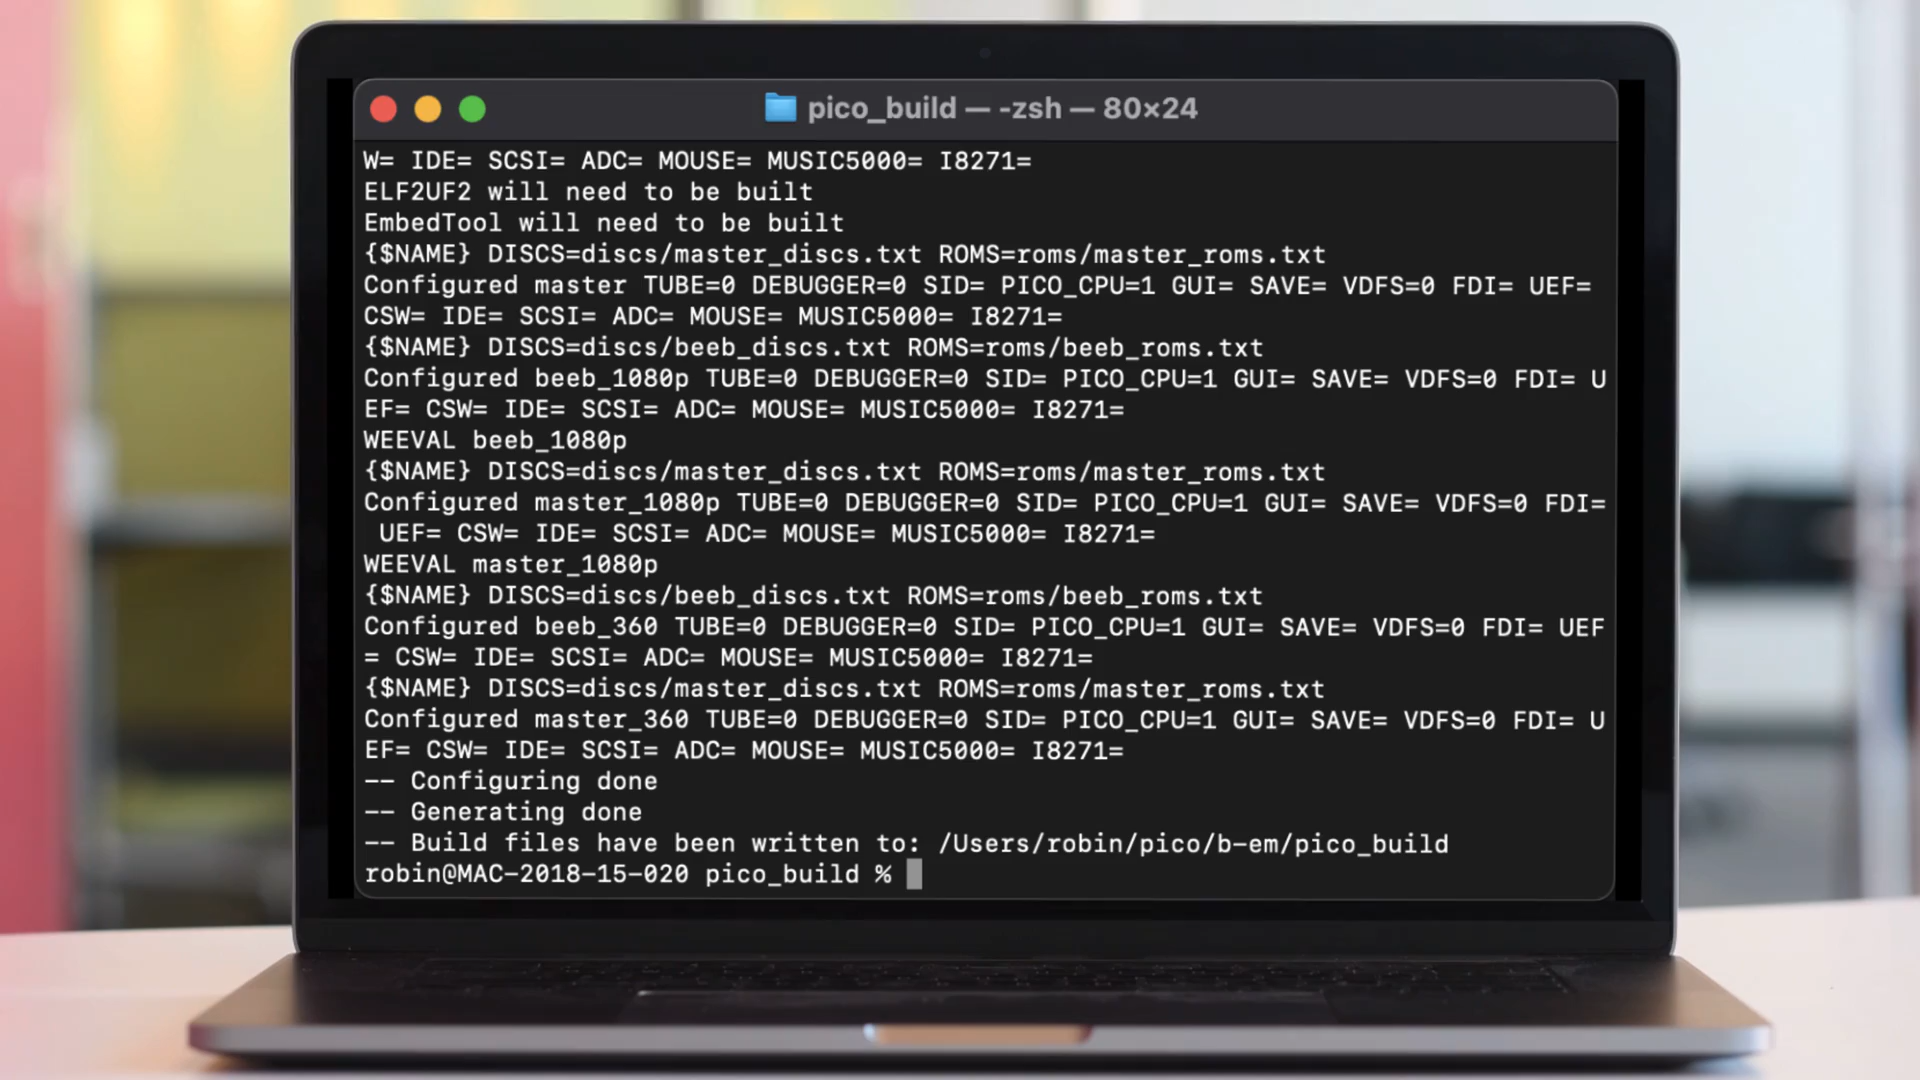 pico_build — -zsh — 80×24
W= IDE= SCSI= ADC= MOUSE= MUSIC5000= I8271=
ELF2UF2 will need to be built
EmbedTool will need to be built
{$NAME} DISCS=discs/master_discs.txt ROMS=roms/master_roms.txt
Configured master TUBE=0 DEBUGGER=0 SID= PICO_CPU=1 GUI= SAVE= VDFS=0 FDI= UEF=
CSW= IDE= SCSI= ADC= MOUSE= MUSIC5000= I8271=
{$NAME} DISCS=discs/beeb_discs.txt ROMS=roms/beeb_roms.txt
Configured beeb_1080p TUBE=0 DEBUGGER=0 SID= PICO_CPU=1 GUI= SAVE= VDFS=0 FDI= U
EF= CSW= IDE= SCSI= ADC= MOUSE= MUSIC5000= I8271=
WEEVAL beeb_1080p
{$NAME} DISCS=discs/master_discs.txt ROMS=roms/master_roms.txt
Configured master_1080p TUBE=0 DEBUGGER=0 SID= PICO_CPU=1 GUI= SAVE= VDFS=0 FDI=
 UEF= CSW= IDE= SCSI= ADC= MOUSE= MUSIC5000= I8271=
WEEVAL master_1080p
{$NAME} DISCS=discs/beeb_discs.txt ROMS=roms/beeb_roms.txt
Configured beeb_360 TUBE=0 DEBUGGER=0 SID= PICO_CPU=1 GUI= SAVE= VDFS=0 FDI= UEF
= CSW= IDE= SCSI= ADC= MOUSE= MUSIC5000= I8271=
{$NAME} DISCS=discs/master_discs.txt ROMS=roms/master_roms.txt
Configured master_360 TUBE=0 DEBUGGER=0 SID= PICO_CPU=1 GUI= SAVE= VDFS=0 FDI= U
EF= CSW= IDE= SCSI= ADC= MOUSE= MUSIC5000= I8271=
-- Configuring done
-- Generating done
-- Build files have been written to: /Users/robin/pico/b-em/pico_build
robin@MAC-2018-15-020 pico_build %